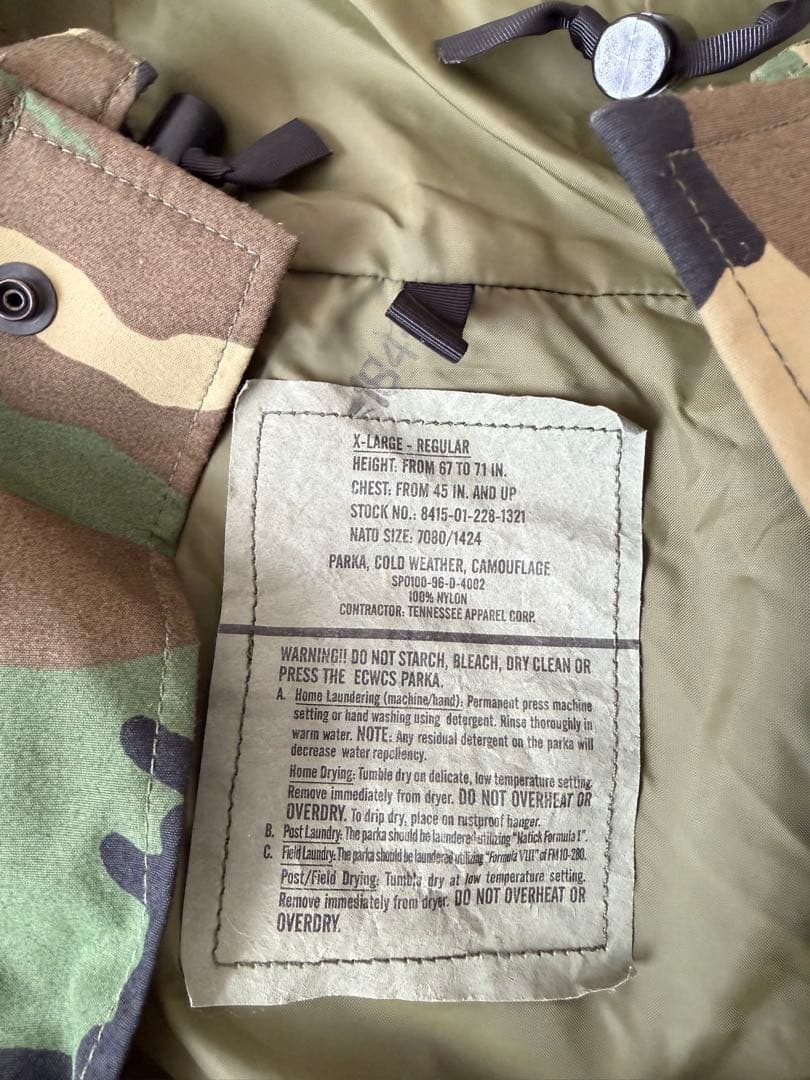 184
X-LARGE - REGULAR
HEIGHT: FROM 67 TO 71 IN.
CHEST: FROM 45 IN. AND UP
STOCK NO.: 8415-01-228-1321
NATO SIZE: 7080/1424
PARKA, COLD WEATHER, CAMOUFLAGE
SPO100-96-D-4002
100% NYLON
CONTRACTOR: TENNESSEE APPAREL CORP.
WARNING!! DO NOT STARCH, BLEACH, DRY CLEAN OR
PRESS THE ECWCS PARKA.
A. Home Laundering (machine/hand): Permanent press machine
setting or hand washing using detergent. Rinse thoroughly in
warm water. NOTE: Any residual detergent on the parka will
decrease water repellency.
Home Drying: Tumble dry on delicate, low temperature setting.
Remove immediately from dryer. DO NOT OVERHEAT OR
OVERDRY. To drip dry, place on rustproof hanger.
B. Post Laundry: The parka should be laundered utilizing "Natick Formula I".
C. Field Laundry: The parka should be laundered utilizing "Formula VIII" of FM 10-280.
Post/Field Drying: Tumble dry at low temperature setting.
Remove immediately from dryer. DO NOT OVERHEAT OR
OVERDRY.